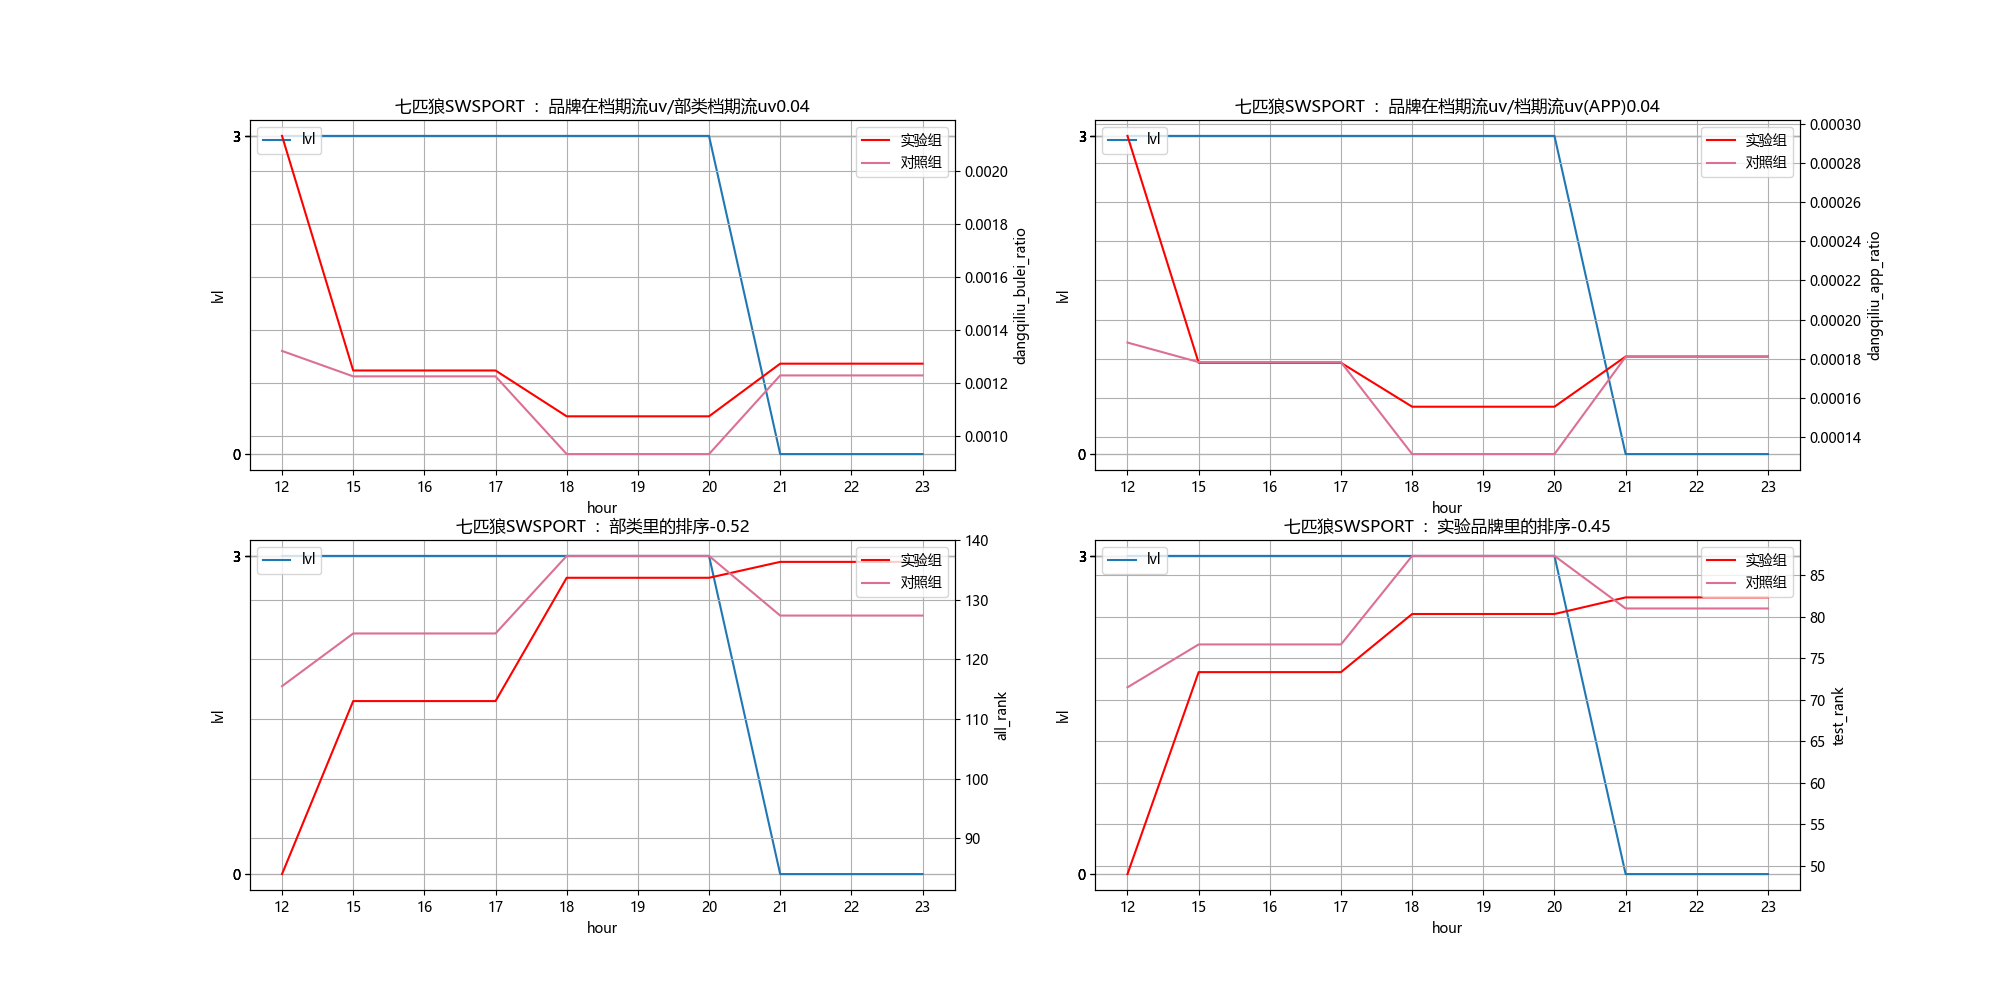 七匹狼SWSPORT ： 品牌在档期流uv/部类档期流uv0.04
lvl
实验组
对照组
3
0
lvl
0.0020
0.0018
0.0016
0.0014
0.0012
0.0010
dangqiliu_bulei_ratio
12 15 16 17 18 19 20 21 22 23
hour
七匹狼SWSPORT ： 品牌在档期流uv/档期流uv(APP)0.04
lvl
实验组
对照组
3
0
lvl
0.00030
0.00028
0.00026
0.00024
0.00022
0.00020
0.00018
0.00016
0.00014
dangqiliu_app_ratio
12 15 16 17 18 19 20 21 22 23
hour
七匹狼SWSPORT ： 部类里的排序-0.52
lvl
实验组
对照组
3
0
lvl
140
130
120
110
100
90
all_rank
12 15 16 17 18 19 20 21 22 23
hour
七匹狼SWSPORT ： 实验品牌里的排序-0.45
lvl
实验组
对照组
3
0
lvl
85
80
75
70
65
60
55
50
test_rank
12 15 16 17 18 19 20 21 22 23
hour